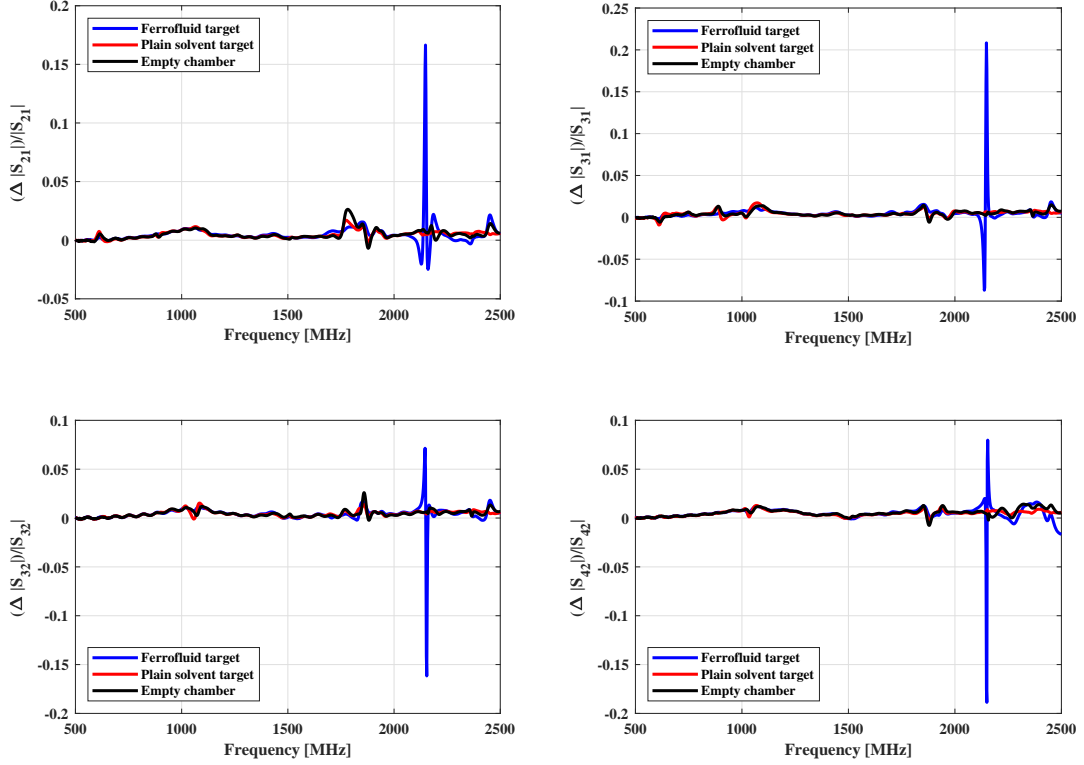 0.2
0.15
0.1
0.05
0
-0.05
(Δ |S21|)/|S21|
Ferrofluid target
Plain solvent target
Empty chamber
500 1000 1500 2000 2500
Frequency [MHz]
0.25
0.2
0.15
0.1
0.05
0
-0.05
-0.1
(Δ |S31|)/|S31|
Ferrofluid target
Plain solvent target
Empty chamber
500 1000 1500 2000 2500
Frequency [MHz]
0.1
0.05
0
-0.05
-0.1
-0.15
-0.2
(Δ |S32|)/|S32|
Ferrofluid target
Plain solvent target
Empty chamber
500 1000 1500 2000 2500
Frequency [MHz]
0.1
0.05
0
-0.05
-0.1
-0.15
-0.2
(Δ |S42|)/|S42|
Ferrofluid target
Plain solvent target
Empty chamber
500 1000 1500 2000 2500
Frequency [MHz]